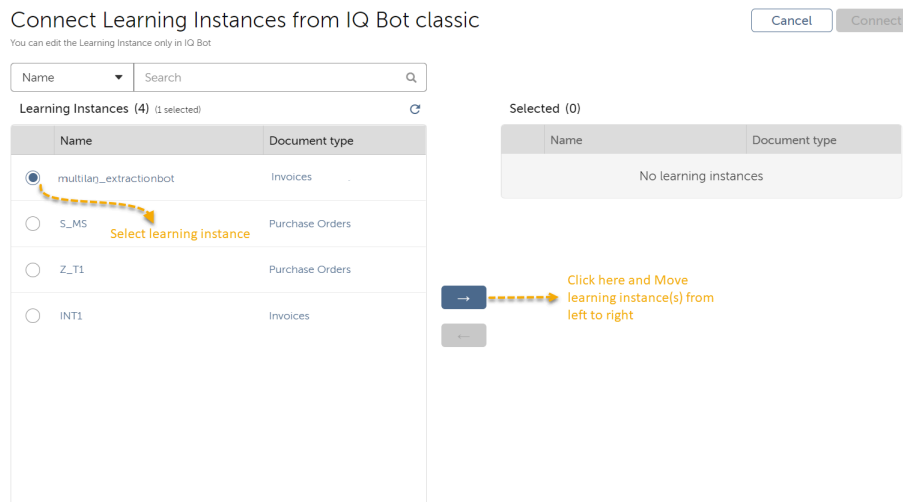 Connect Learning Instances from IQ Bot classic
Cancel
Connect
You can edit the Learning Instance only in IQ Bot
Name
Search
Learning Instances (4) (1 selected)
Selected (0)
Name Document type
Name Document type
multilan_extractionbot Invoices
No learning instances
S_MS Purchase Orders
Select learning instance
Z_T1 Purchase Orders
INT1 Invoices
→
←
Click here and Move
learning instance(s) from
left to right